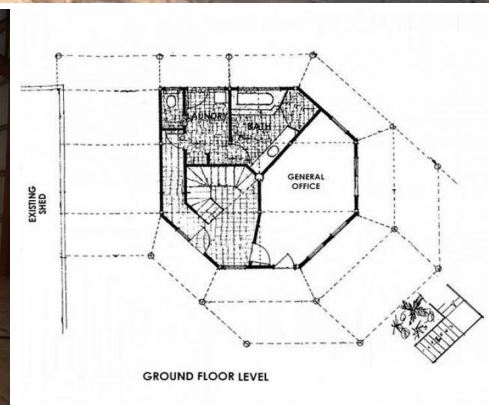 LAUNDRY
BATH
GENERAL
OFFICE
EXISTING
SHED
GROUND FLOOR LEVEL